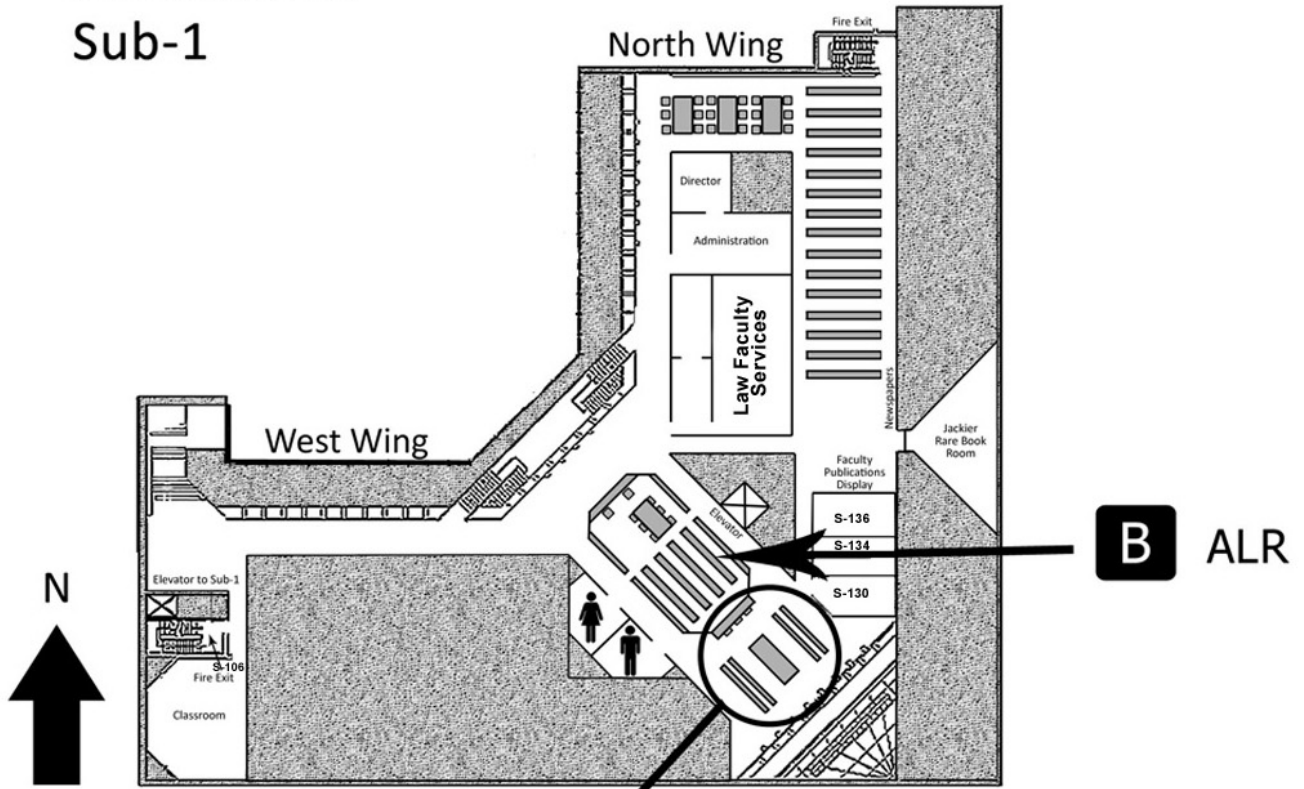 Sub-1
North Wing
Fire Exit
Director
Administration
Law Faculty
Services
Newspapers
Jackier
Rare Book
Room
West Wing
Faculty
Publications
Display
S-136
S-134
S-130
Elevator
B ALR
N
Elevator to Sub-1
S-106
Fire Exit
Classroom